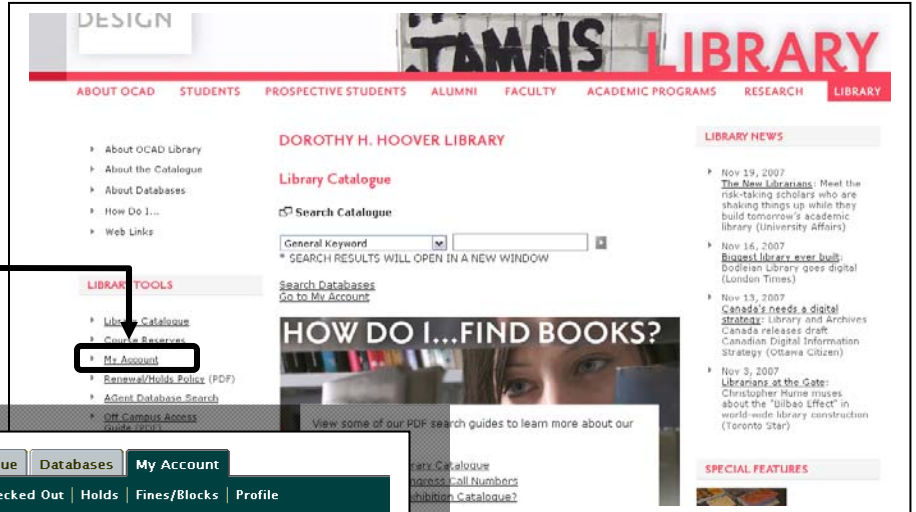 DESIGN
JAMAIS
LIBRARY
ABOUT OCAD STUDENTS PROSPECTIVE STUDENTS ALUMNI FACULTY ACADEMIC PROGRAMS RESEARCH LIBRARY
About OCAD Library
About the Catalogue
About Databases
How Do I...
Web Links
LIBRARY TOOLS
Library Catalogue
Course Reserves
My Account
Renewal/Holds Policy (PDF)
AGent Database Search
Off Campus Access
Guide (PDF)
DOROTHY H. HOOVER LIBRARY
Library Catalogue
Search Catalogue
General Keyword
* SEARCH RESULTS WILL OPEN IN A NEW WINDOW
Search Databases
Go to My Account
HOW DO I...FIND BOOKS?
View some of our PDF search guides to learn more about our
Library Catalogue
Congress Call Numbers
Exhibition Catalogue?
LIBRARY NEWS
Nov 19, 2007
The New Librarians: Meet the
risk-taking scholars who are
shaking things up while they
build tomorrow's academic
library (University Affairs)
Nov 16, 2007
Biggest library ever built:
Bodleian Library goes digital
(London Times)
Nov 13, 2007
Canada's needs a digital
strategy: Library and Archives
Canada releases draft
Canadian Digital Information
Strategy (Ottawa Citizen)
Nov 3, 2007
Librarians at the Gate:
Christopher Hume muses
about the "Bilbao Effect" in
world-wide library construction
(Toronto Star)
SPECIAL FEATURES
ue Databases My Account
ecked Out | Holds | Fines/Blocks | Profile